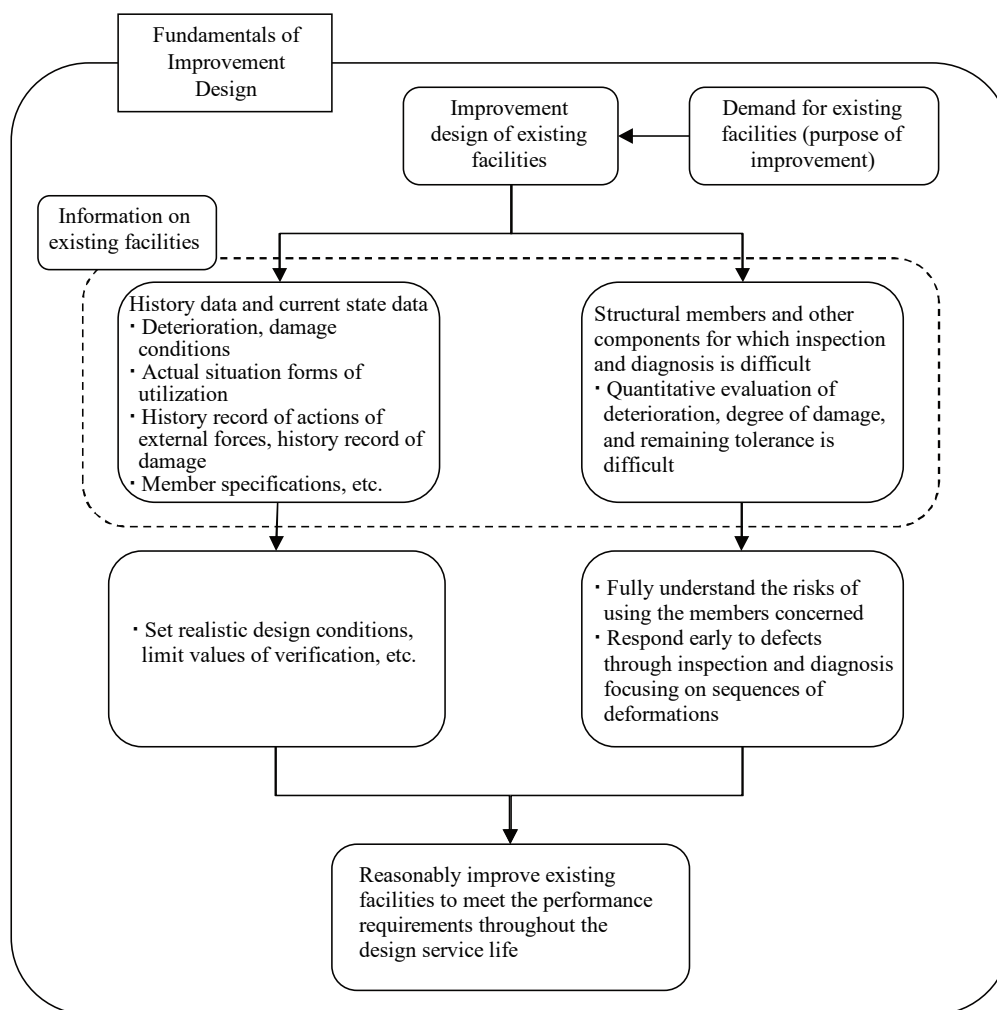 Fundamentals of
Improvement
Design
Improvement
design of existing
facilities
Demand for existing
facilities (purpose of
improvement)
Information on
existing facilities
History data and current state data
・Deterioration, damage
conditions
・Actual situation forms of
utilization
・History record of actions of
external forces, history record of
damage
・Member specifications, etc.
Structural members and other
components for which inspection
and diagnosis is difficult
・Quantitative evaluation of
deterioration, degree of damage,
and remaining tolerance is
difficult
・Set realistic design conditions,
limit values of verification, etc.
・Fully understand the risks of
using the members concerned
・Respond early to defects
through inspection and diagnosis
focusing on sequences of
deformations
Reasonably improve existing
facilities to meet the performance
requirements throughout the
design service life